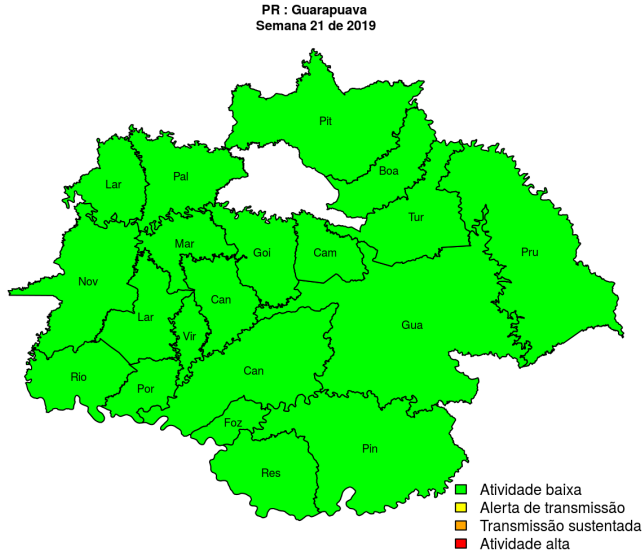 PR : Guarapuava
Semana 21 de 2019
Pit
Boa
Lar
Pal
Tur
Mar
Goi
Cam
Pru
Nov
Can
Lar
Vir
Gua
Rio
Por
Can
Foz
Pin
Res
Atividade baixa
Alerta de transmissão
Transmissão sustentada
Atividade alta